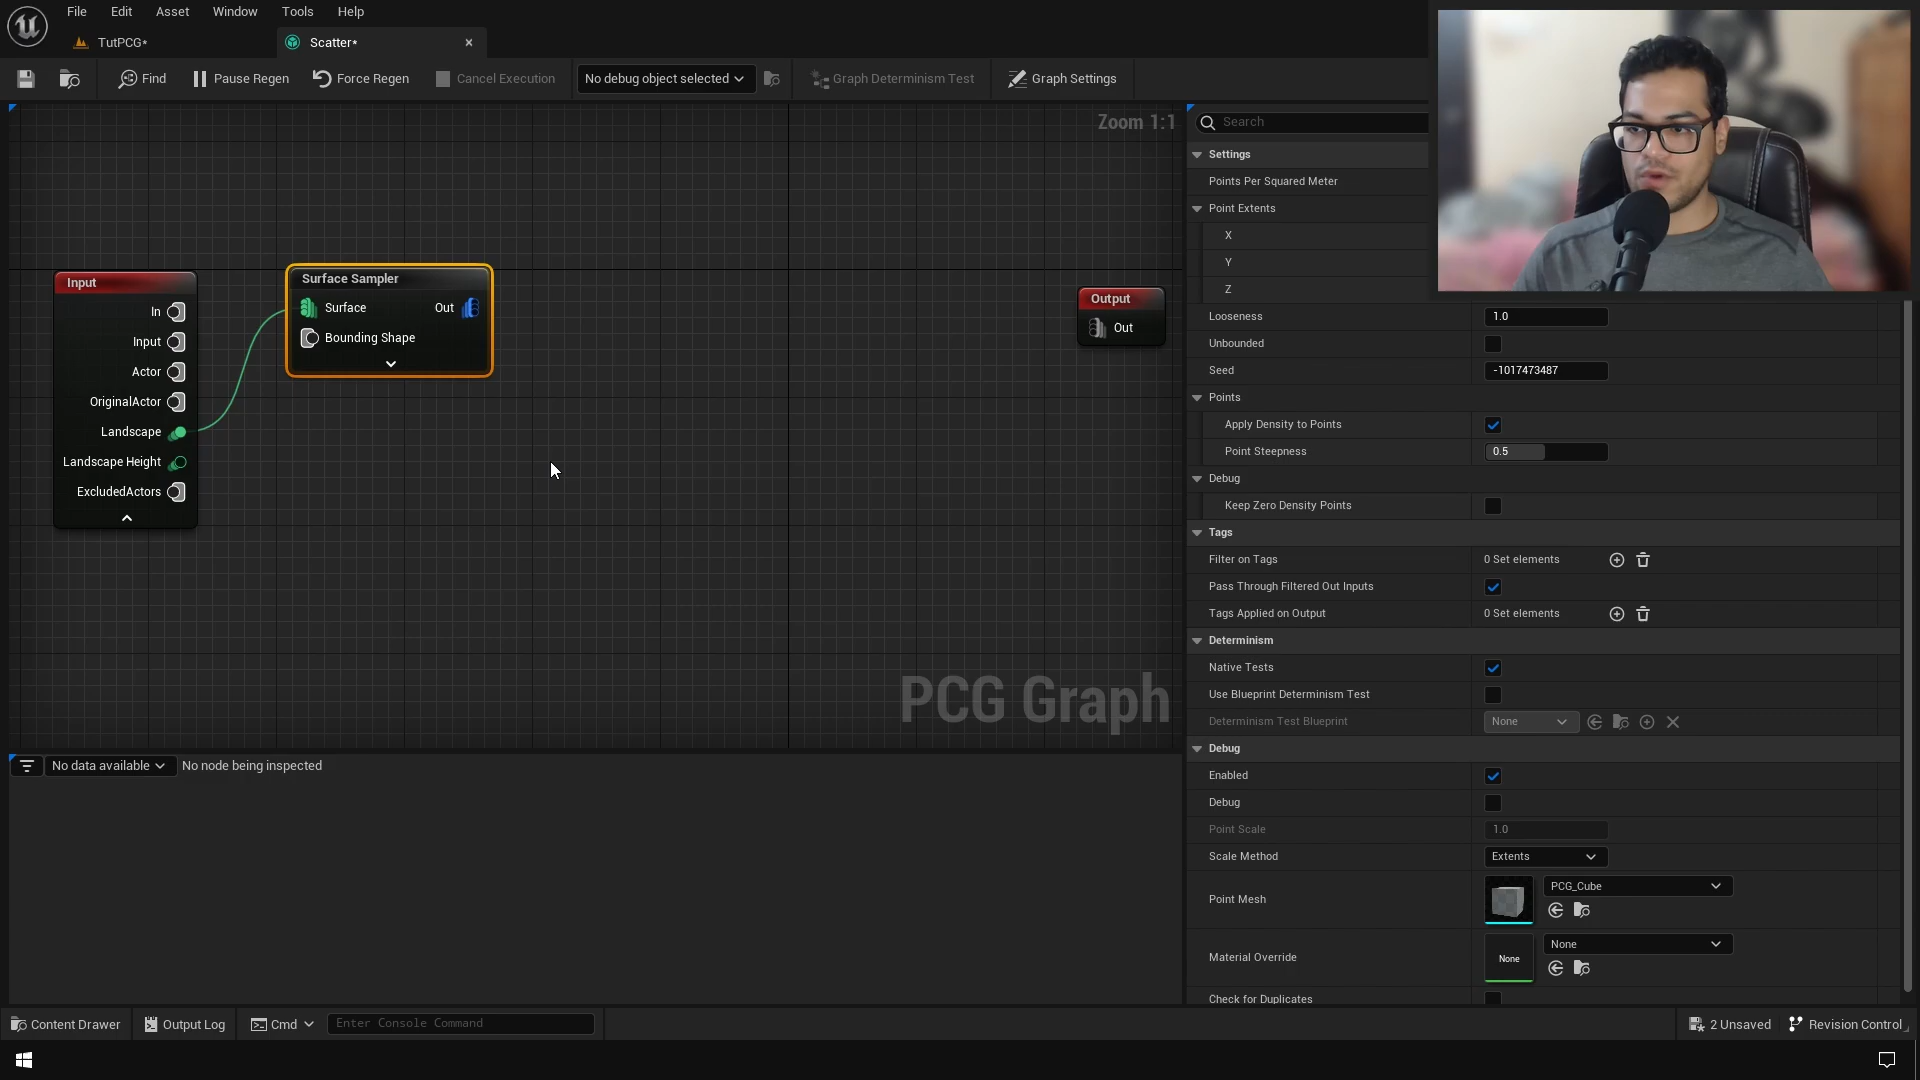 File Edit Asset Window Tools Help
TutPCG* Scatter*
Find Pause Regen Force Regen Cancel Execution No debug object selected Graph Determinism Test Graph Settings
Zoom 1:1
Input
In
Input
Actor
OriginalActor
Landscape
Landscape Height
ExcludedActors
Surface Sampler
Surface Out
Bounding Shape
Output
Out
PCG Graph
No data available No node being inspected
Search
Settings
Points Per Squared Meter
Point Extents
X
Y
Z
Looseness 1.0
Unbounded
Seed -1017473487
Points
Apply Density to Points
Point Steepness 0.5
Debug
Keep Zero Density Points
Tags
Filter on Tags 0 Set elements
Pass Through Filtered Out Inputs
Tags Applied on Output 0 Set elements
Determinism
Native Tests
Use Blueprint Determinism Test
Determinism Test Blueprint None
Debug
Enabled
Debug
Point Scale 1.0
Scale Method Extents
Point Mesh PCG_Cube
Material Override None None
Check for Duplicates
Content Drawer Output Log Cmd Enter Console Command 2 Unsaved Revision Control